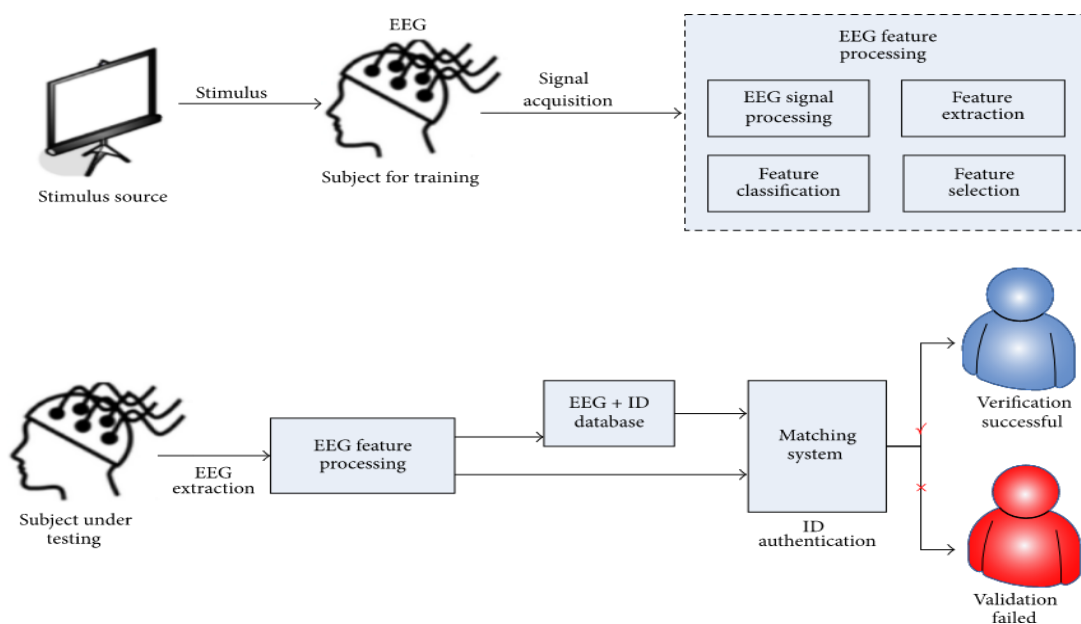 EEG
Stimulus
Signal
acquisition
Stimulus source
Subject for training
EEG feature
processing
EEG signal
processing
Feature
extraction
Feature
classification
Feature
selection
Subject under
testing
EEG
extraction
EEG feature
processing
EEG + ID
database
Matching
system
ID
authentication
Verification
successful
Validation
failed